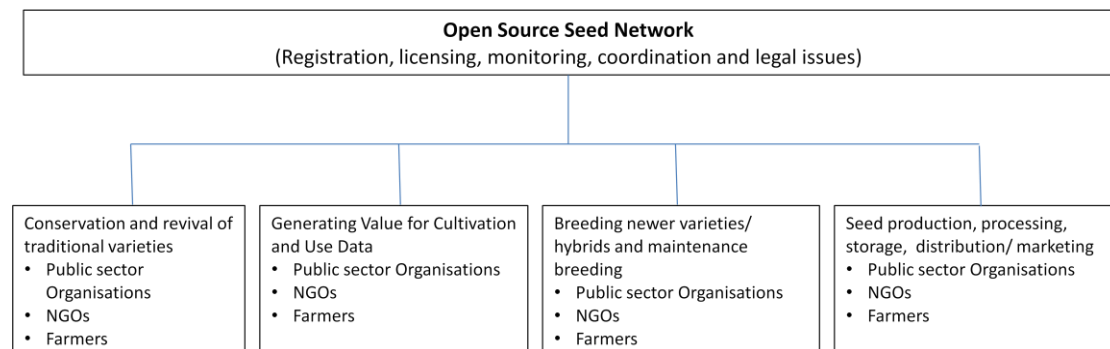 Open Source Seed Network
(Registration, licensing, monitoring, coordination and legal issues)
Conservation and revival of
traditional varieties
• Public sector
Organisations
• NGOs
• Farmers
Generating Value for Cultivation
and Use Data
• Public sector Organisations
• NGOs
• Farmers
Breeding newer varieties/
hybrids and maintenance
breeding
• Public sector Organisations
• NGOs
• Farmers
Seed production, processing,
storage, distribution/ marketing
• Public sector Organisations
• NGOs
• Farmers